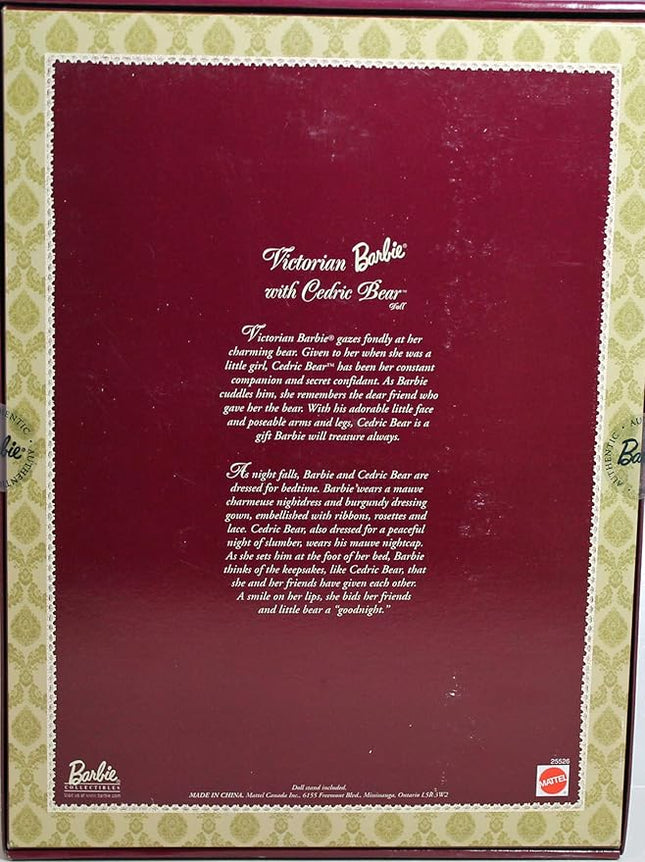 Victorian Barbie®
with Cedric Bear™
Doll
Victorian Barbie® gazes fondly at her
charming bear. Given to her when she was a
little girl, Cedric Bear™ has been her constant
companion and secret confidant. As Barbie
cuddles him, she remembers the dear friend who
gave her the bear. With his adorable little face
and poseable arms and legs, Cedric Bear is a
gift Barbie will treasure always.
As night falls, Barbie and Cedric Bear are
dressed for bedtime. Barbie wears a mauve
charmeuse nightdress and burgundy dressing
gown, embellished with ribbons, rosettes and
lace. Cedric Bear, also dressed for a peaceful
night of slumber, wears his mauve nightcap.
As she sets him at the foot of her bed, Barbie
thinks of the keepsakes, like Cedric Bear, that
she and her friends have given each other.
A smile on her lips, she bids her friends
and little bear a "goodnight."
Barbie
COLLECTIBLES
Visit us at www.barbie.com
Doll stand included.
MADE IN CHINA. Mattel Canada Inc., 6155 Freemont Blvd., Mississauga, Ontario L5R 3W2
25526
MATTEL
AUTHENTIC